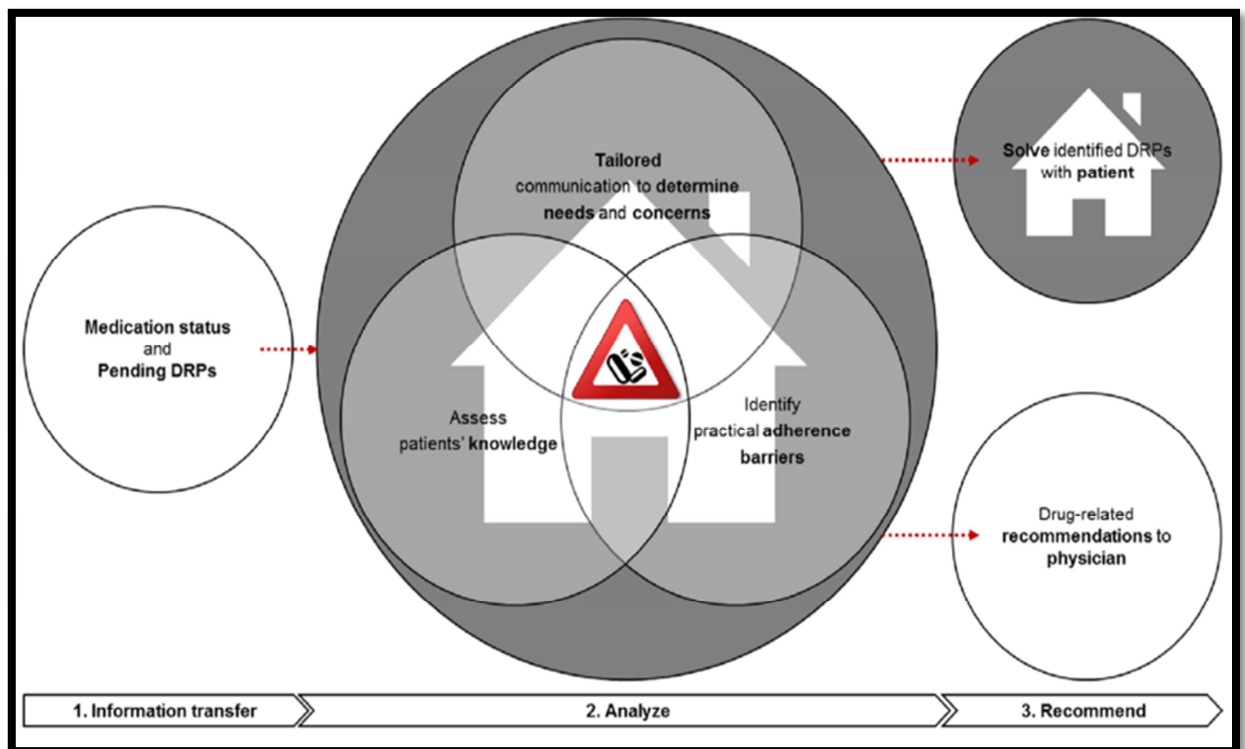 Medication status
and
Pending DRPs
Tailored
communication to determine
needs and concerns
Assess
patients' knowledge
Identify
practical adherence
barriers
Solve identified DRPs
with patient
Drug-related
recommendations to
physician
1. Information transfer
2. Analyze
3. Recommend